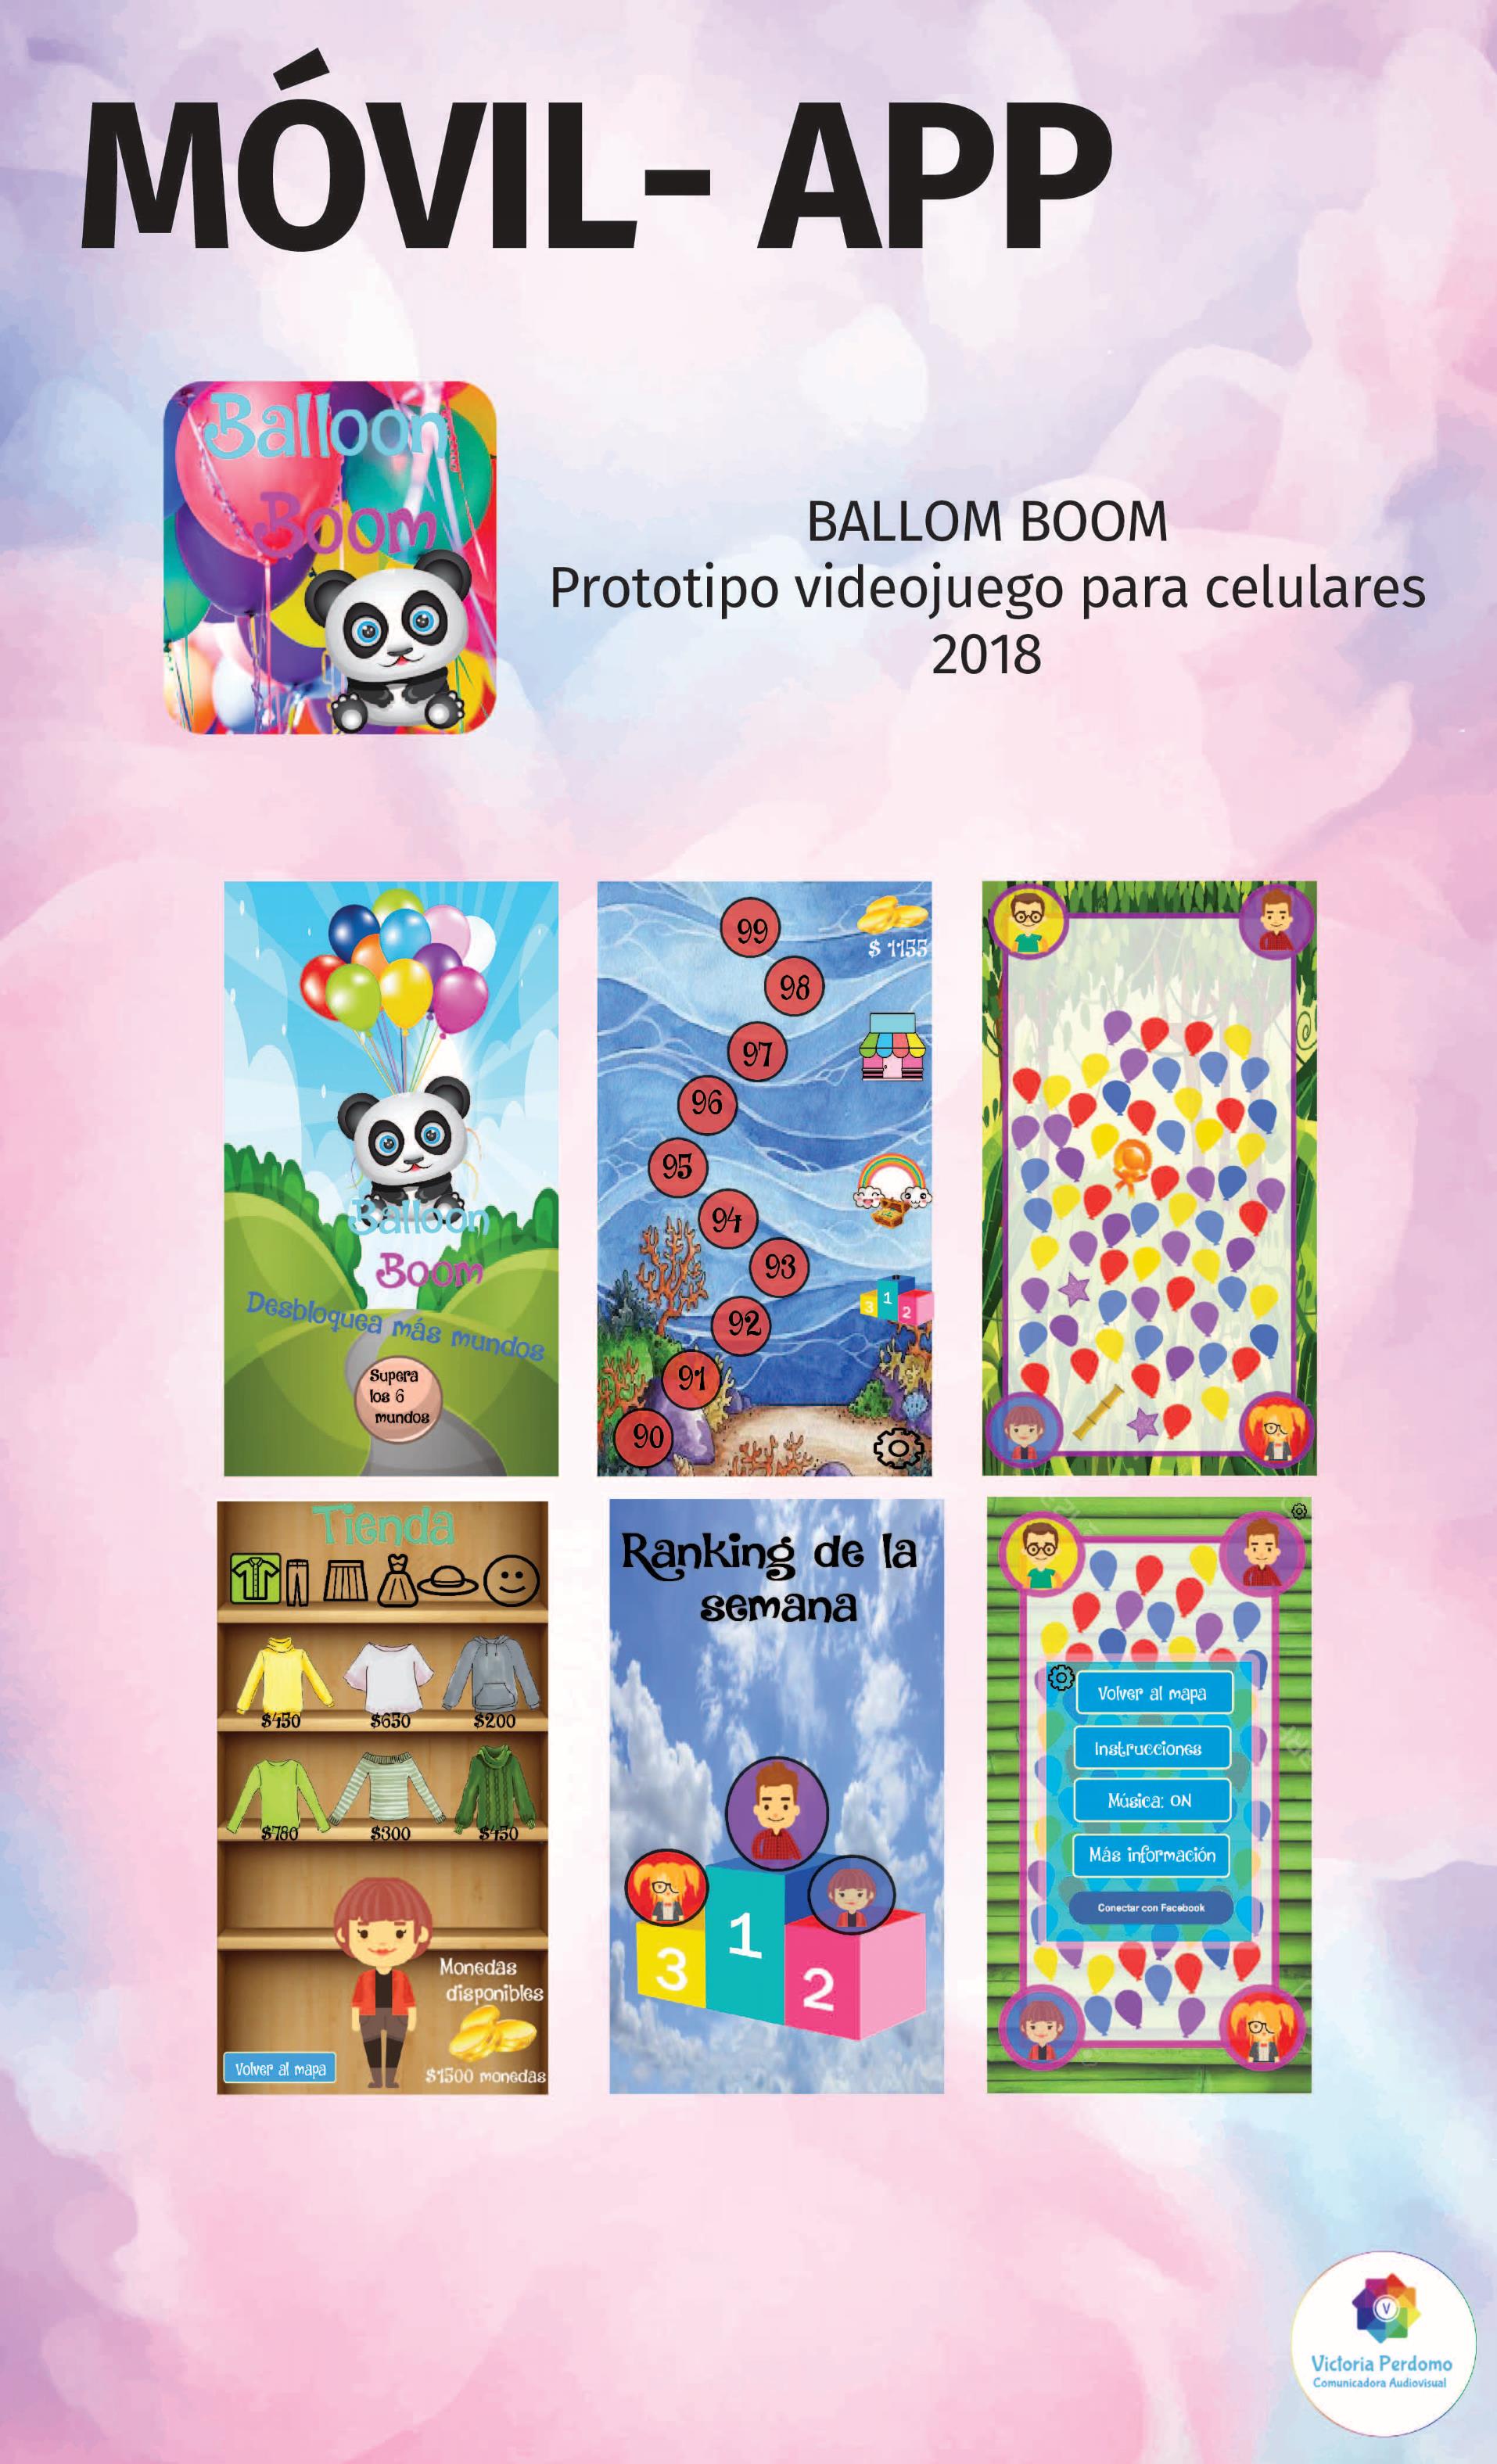 MÓVIL- APP
Balloon
Boom
BALLOM BOOM
Prototipo videojuego para celulares
2018
Balloon
Boom
Desbloquea más mundos
Supera
los 6
mundos
99
$ 1155
98
97
96
95
94
93
92
91
90
1
2
3
Tienda
$450
$650
$200
$780
$300
$450
Monedas
disponibles
$1500 monedas
Volver al mapa
Ranking de la
semana
1
2
3
Volver al mapa
Instrucciones
Música: ON
Más información
Conectar con Facebook
V
Victoria Perdomo
Comunicadora Audiovisual